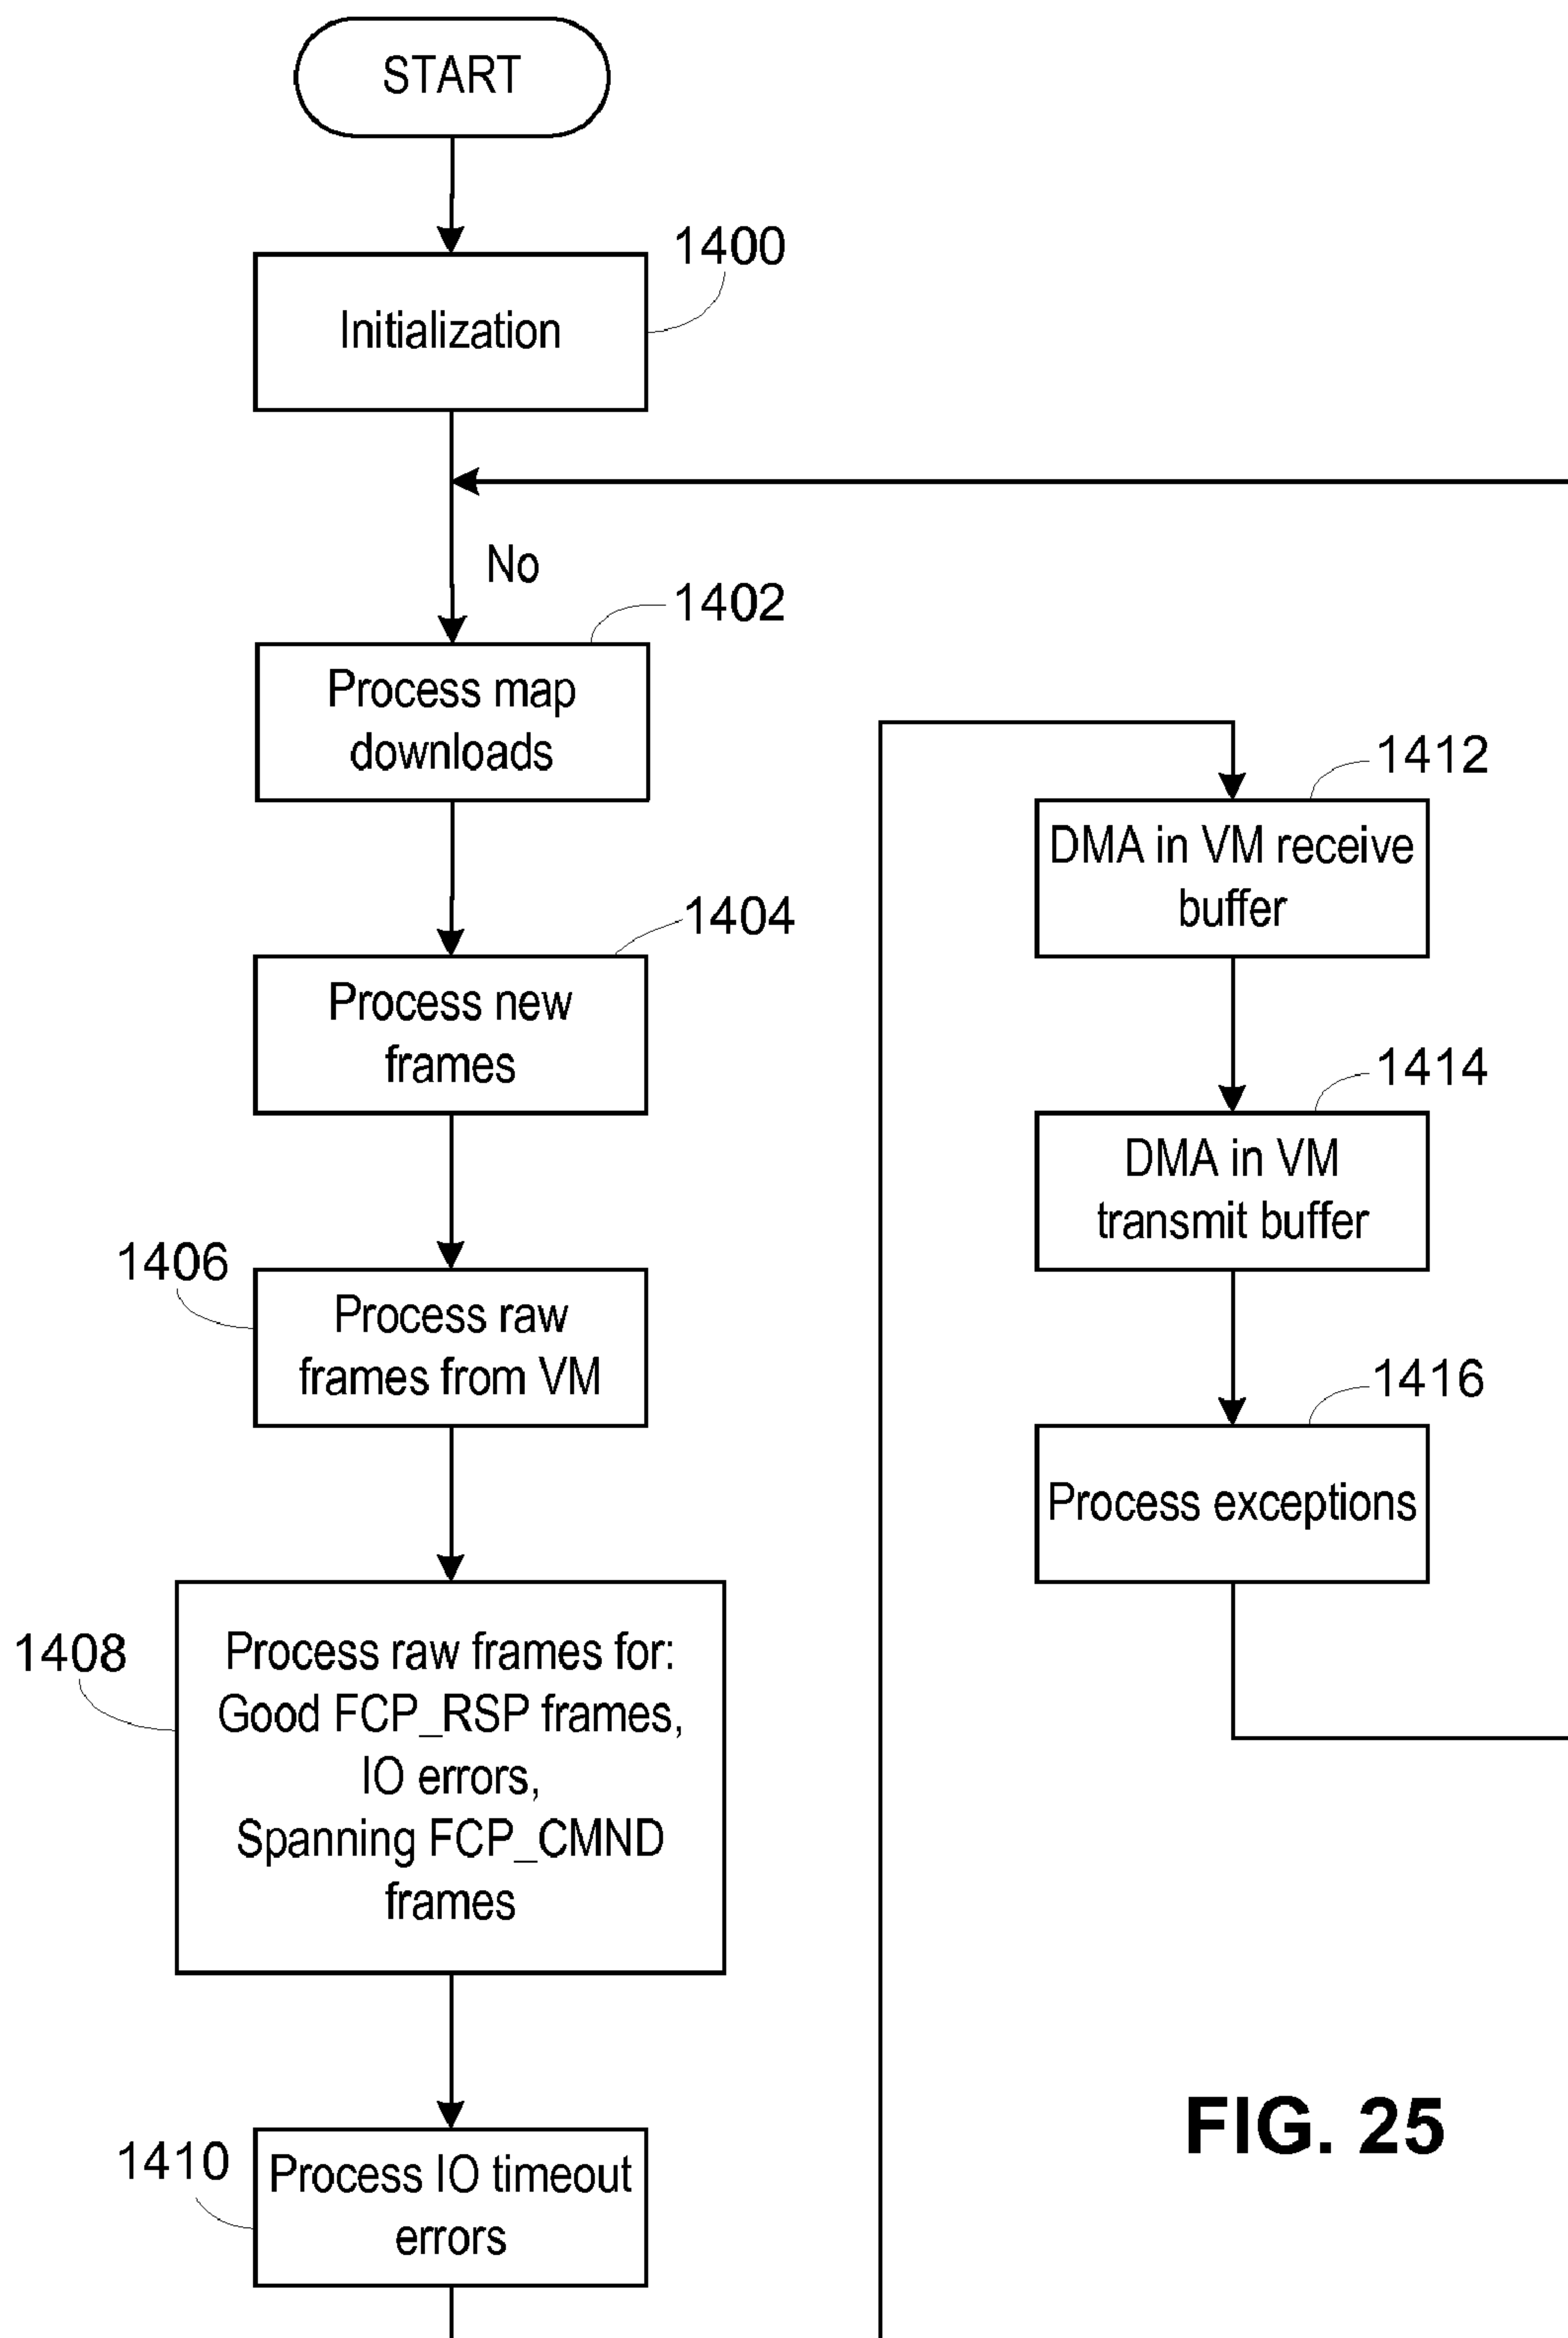 START
1400
Initialization
No
1402
Process map
downloads
1404
Process new
frames
1406
Process raw
frames from VM
1408
Process raw frames for:
Good FCP_RSP frames,
IO errors,
Spanning FCP_CMND
frames
1410
Process IO timeout
errors
1412
DMA in VM receive
buffer
1414
DMA in VM
transmit buffer
1416
Process exceptions
FIG. 25